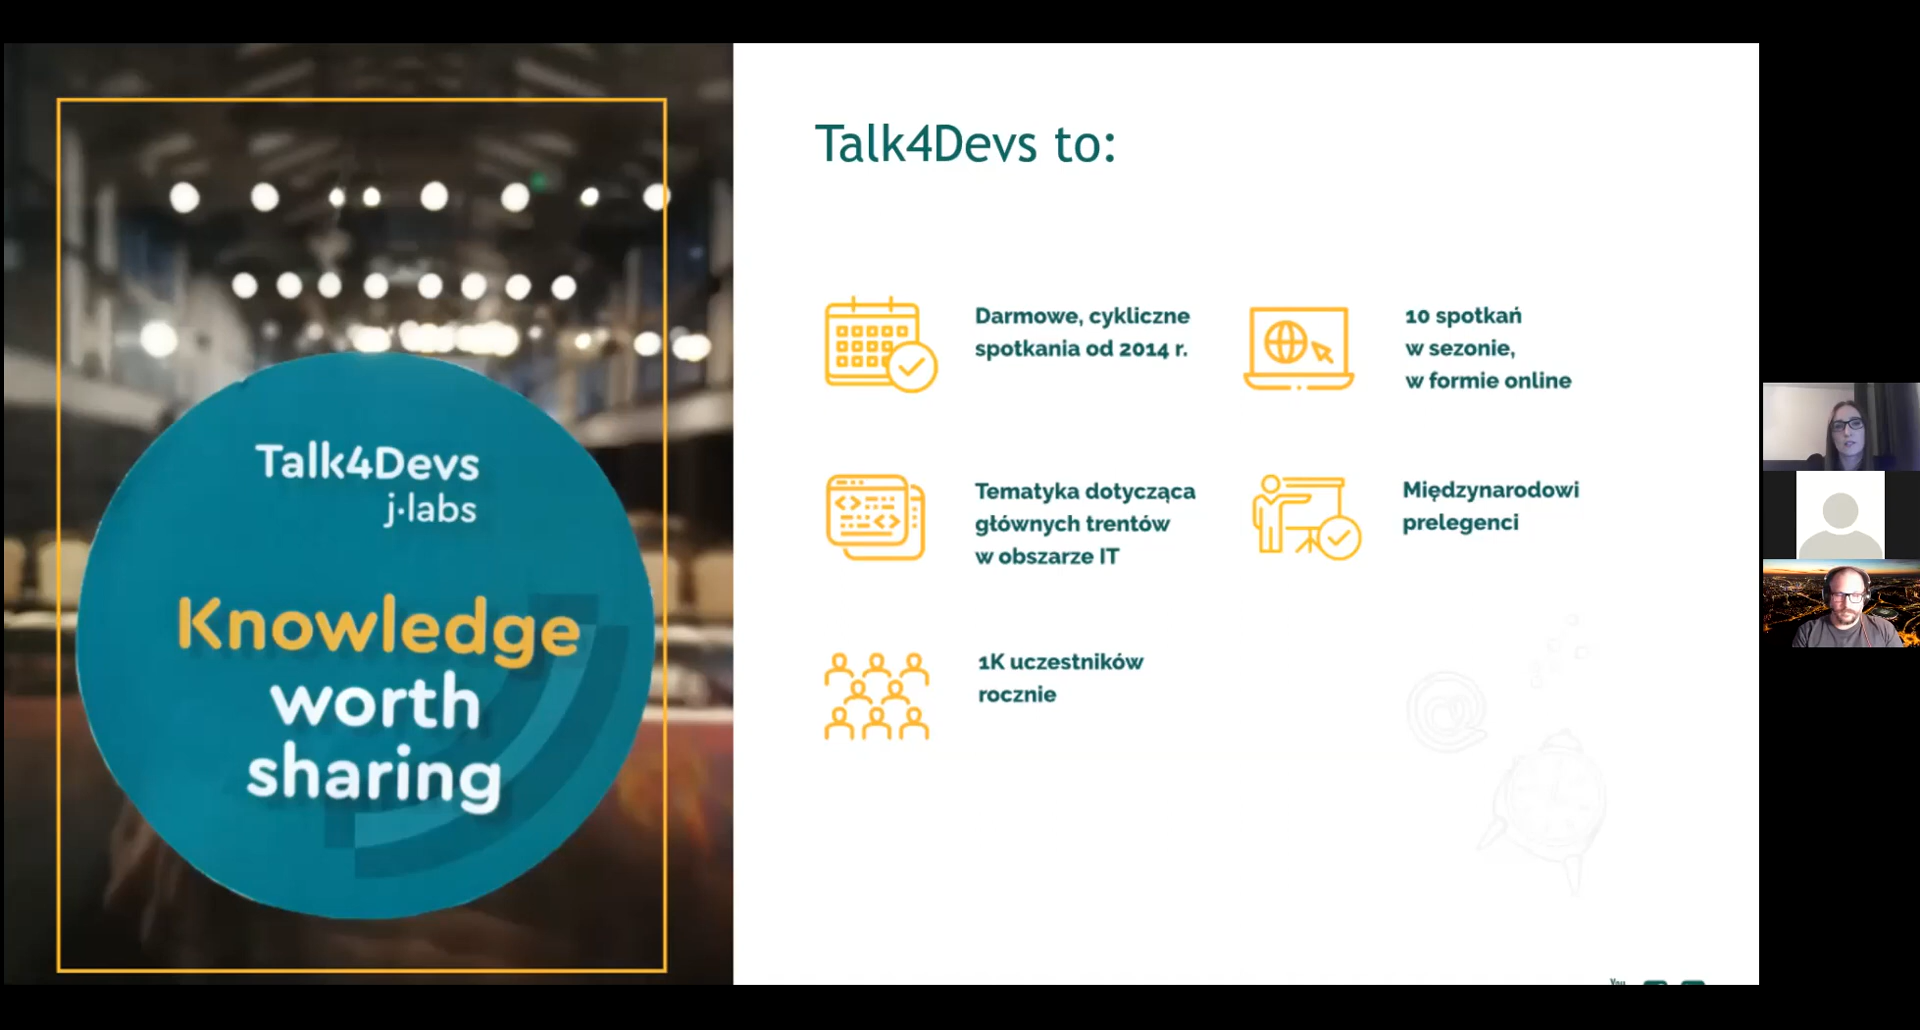 Talk4Devs
j·labs
Knowledge
worth
sharing
Talk4Devs to:
Darmowe, cykliczne
spotkania od 2014 r.
10 spotkań
w sezonie,
w formie online
Tematyka dotycząca
głównych trentów
w obszarze IT
Międzynarodowi
prelegenci
1K uczestników
rocznie
You